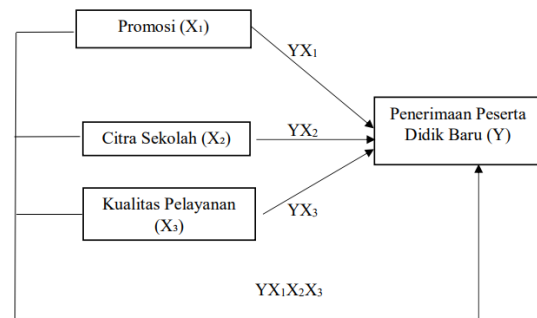 Promosi (X₁)
YX₁
Penerimaan Peserta
Didik Baru (Y)
Citra Sekolah (X₂)
YX₂
Kualitas Pelayanan
(X₃)
YX₃
YX₁X₂X₃